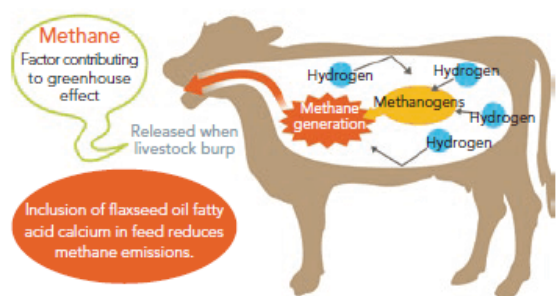 Methane
Factor contributing
to greenhouse
effect
Released when
livestock burp
Inclusion of flaxseed oil fatty
acid calcium in feed reduces
methane emissions.
Hydrogen
Hydrogen
Methane
generation
Methanogens
Hydrogen
Hydrogen